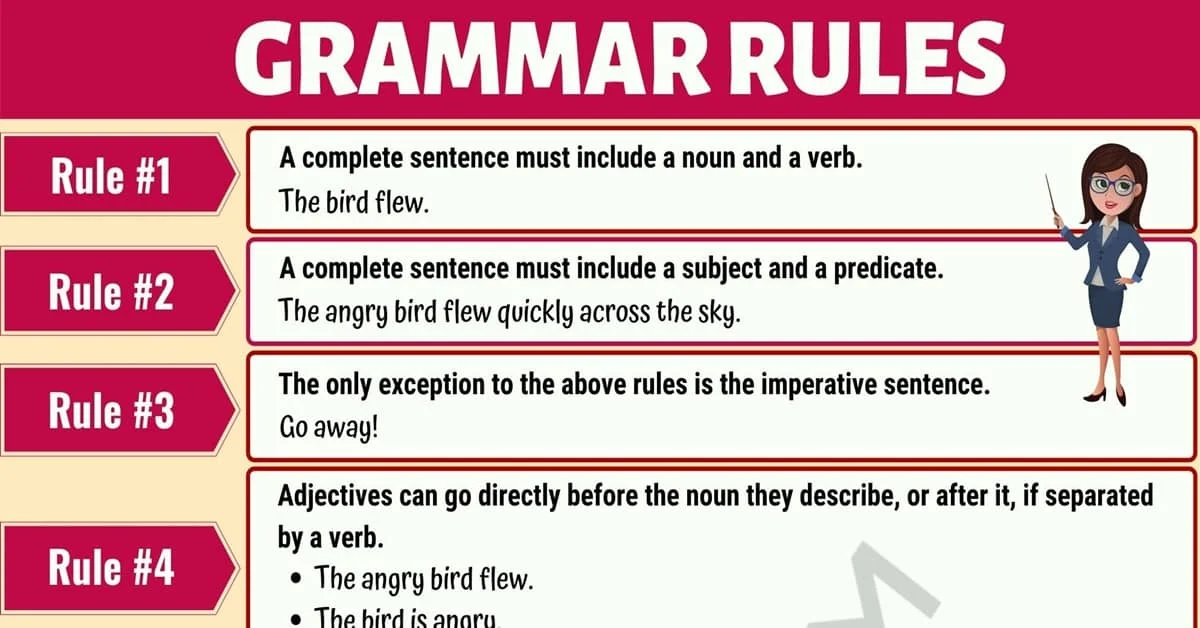 GRAMMAR RULES
Rule #1
A complete sentence must include a noun and a verb.
The bird flew.
Rule #2
A complete sentence must include a subject and a predicate.
The angry bird flew quickly across the sky.
Rule #3
The only exception to the above rules is the imperative sentence.
Go away!
Rule #4
Adjectives can go directly before the noun they describe, or after it, if separated
by a verb.
• The angry bird flew.
• The bird is angry.